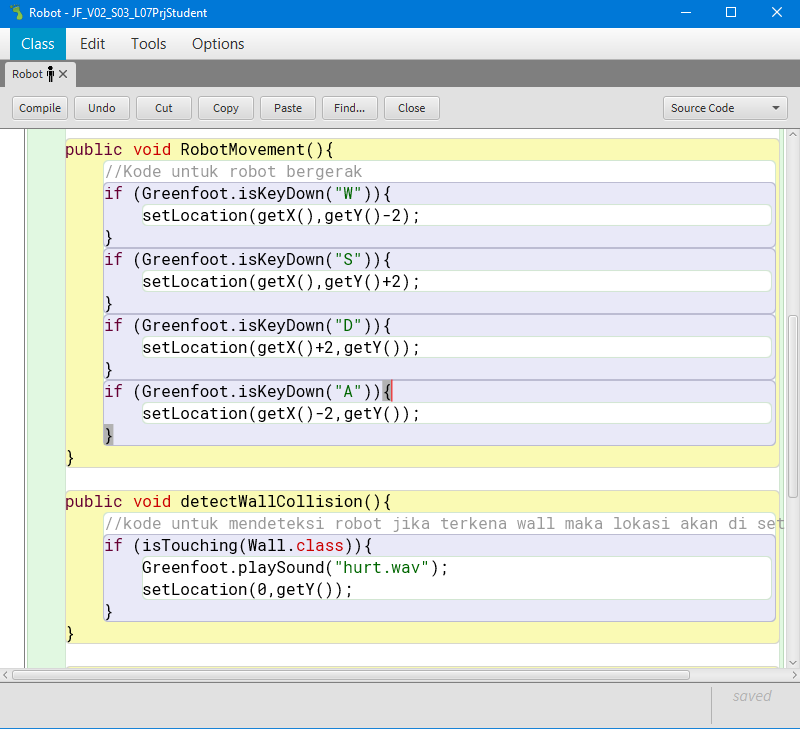 Robot - JF_V02_S03_L07PrjStudent
Class Edit Tools Options
Robot
Compile Undo Cut Copy Paste Find... Close Source Code
public void RobotMovement(){
//Kode untuk robot bergerak
if (Greenfoot.isKeyDown("W")){
setLocation(getX(),getY()-2);
}
if (Greenfoot.isKeyDown("S")){
setLocation(getX(),getY()+2);
}
if (Greenfoot.isKeyDown("D")){
setLocation(getX()+2,getY());
}
if (Greenfoot.isKeyDown("A")){
setLocation(getX()-2,getY());
}
}
public void detectWallCollision(){
//kode untuk mendeteksi robot jika terkena wall maka lokasi akan di set
if (isTouching(Wall.class)){
Greenfoot.playSound("hurt.wav");
setLocation(0,getY());
}
}
saved